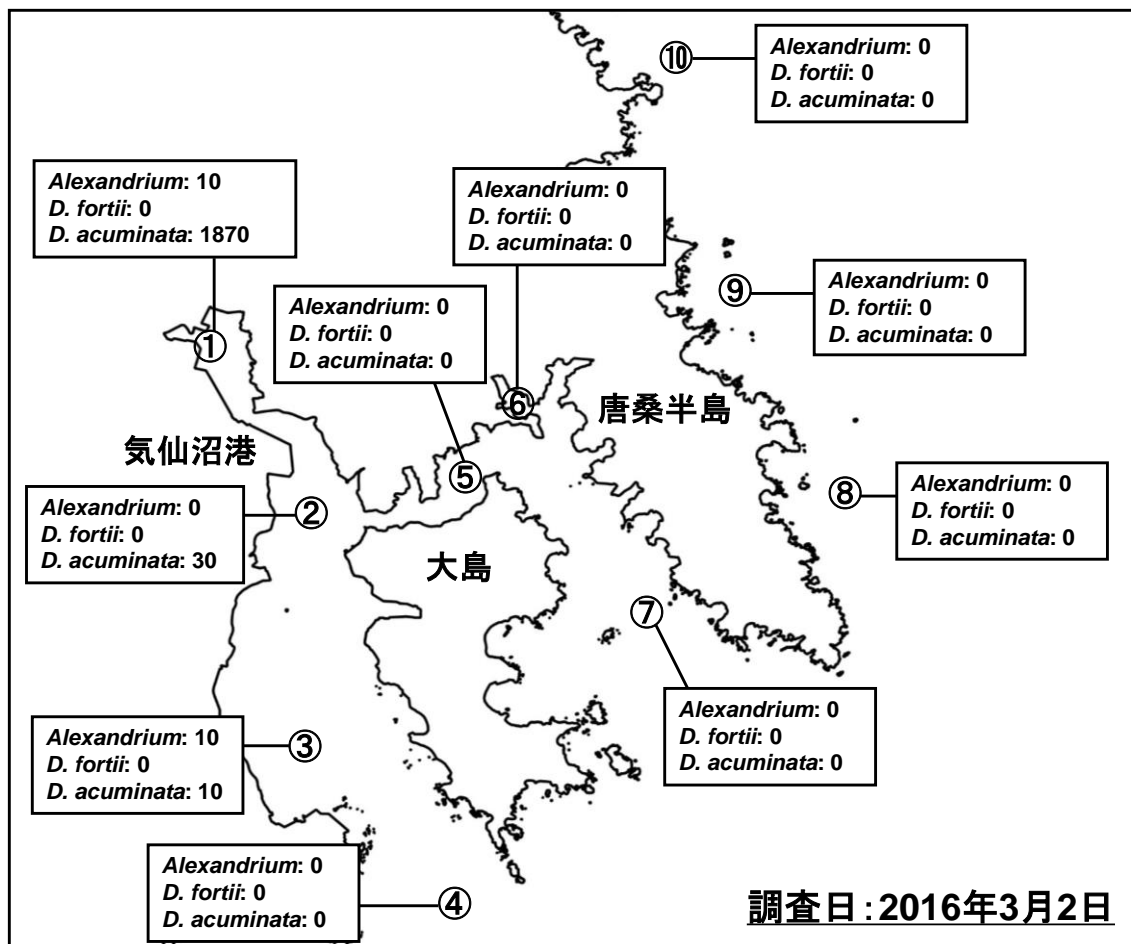 ⑩
Alexandrium: 0
D. fortii: 0
D. acuminata: 0
Alexandrium: 10
D. fortii: 0
D. acuminata: 1870
①
Alexandrium: 0
D. fortii: 0
D. acuminata: 0
⑥
Alexandrium: 0
D. fortii: 0
D. acuminata: 0
⑤
⑨
Alexandrium: 0
D. fortii: 0
D. acuminata: 0
唐桑半島
気仙沼港
Alexandrium: 0
D. fortii: 0
D. acuminata: 30
②
⑧
Alexandrium: 0
D. fortii: 0
D. acuminata: 0
大島
⑦
Alexandrium: 0
D. fortii: 0
D. acuminata: 0
Alexandrium: 10
D. fortii: 0
D. acuminata: 10
③
Alexandrium: 0
D. fortii: 0
D. acuminata: 0
④
調査日:2016年3月2日